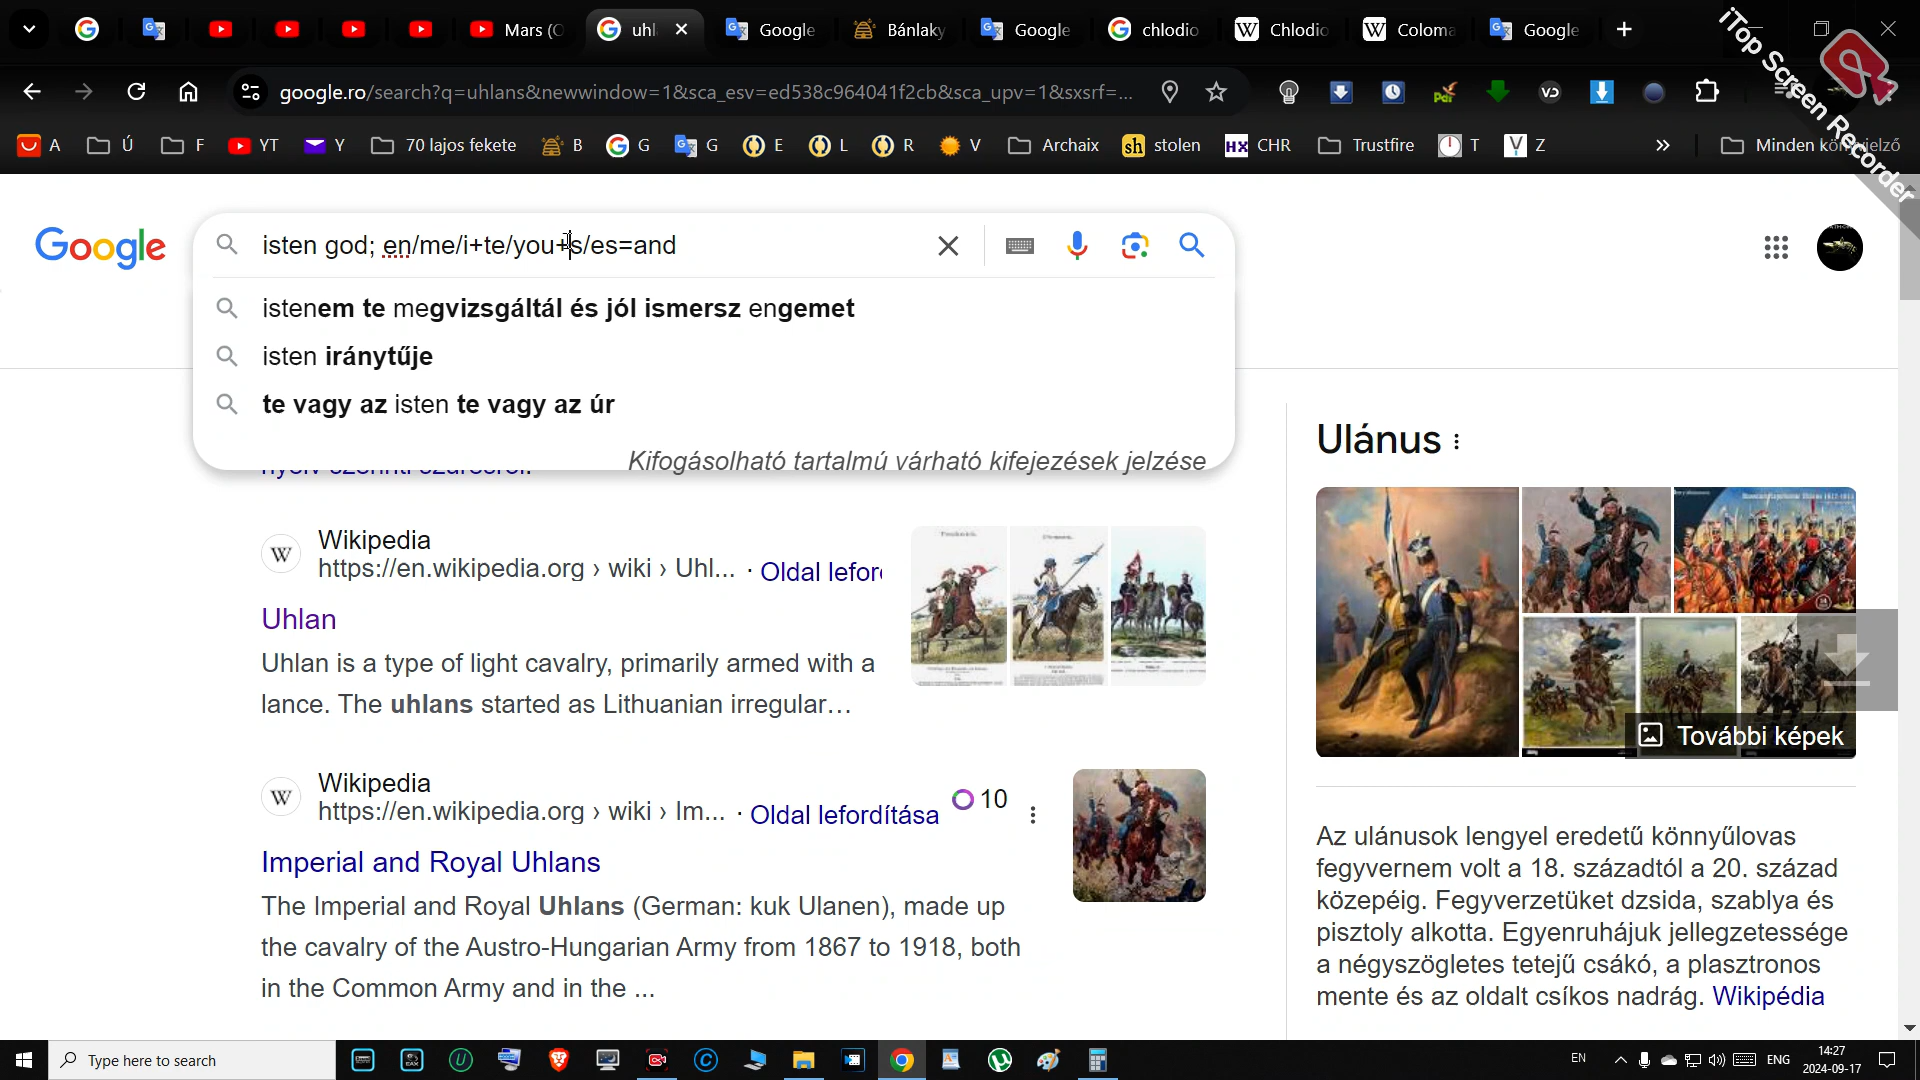 Mars (O
uhl
Google
Bánlaky
Google
chlodio
Chlodio
Coloma
Google
iTop Screen Recorder
google.ro/search?q=uhlans&newwindow=1&sca_esv=ed538c964041f2cb&sca_upv=1&sxsrf=...
A
Ú
F
YT
Y
70 lajos fekete
B
G
G
E
L
R
V
Archaix
sh stolen
HX CHR
Trustfire
T
Z
»
Minden könyvjelző
Google
isten god; en/me/i+te/you+s/es=and
istenem te megvizsgáltál és jól ismersz engemet
isten iránytűje
te vagy az isten te vagy az úr
Kifogásolható tartalmú várható kifejezések jelzése
Wikipedia
https://en.wikipedia.org › wiki › Uhl... · Oldal lefor
Uhlan
Uhlan is a type of light cavalry, primarily armed with a
lance. The uhlans started as Lithuanian irregular…
Wikipedia
https://en.wikipedia.org › wiki › Im... · Oldal lefordítása
10
Imperial and Royal Uhlans
The Imperial and Royal Uhlans (German: kuk Ulanen), made up
the cavalry of the Austro-Hungarian Army from 1867 to 1918, both
in the Common Army and in the ...
Ulánus
További képek
Az ulánusok lengyel eredetű könnyűlovas
fegyvernem volt a 18. századtól a 20. század
közepéig. Fegyverzetüket dzsida, szablya és
pisztoly alkotta. Egyenruhájuk jellegzetessége
a négyszögletes tetejű csákó, a plasztronos
mente és az oldalt csíkos nadrág. Wikipédia
Type here to search
EN
ENG
14:27
2024-09-17